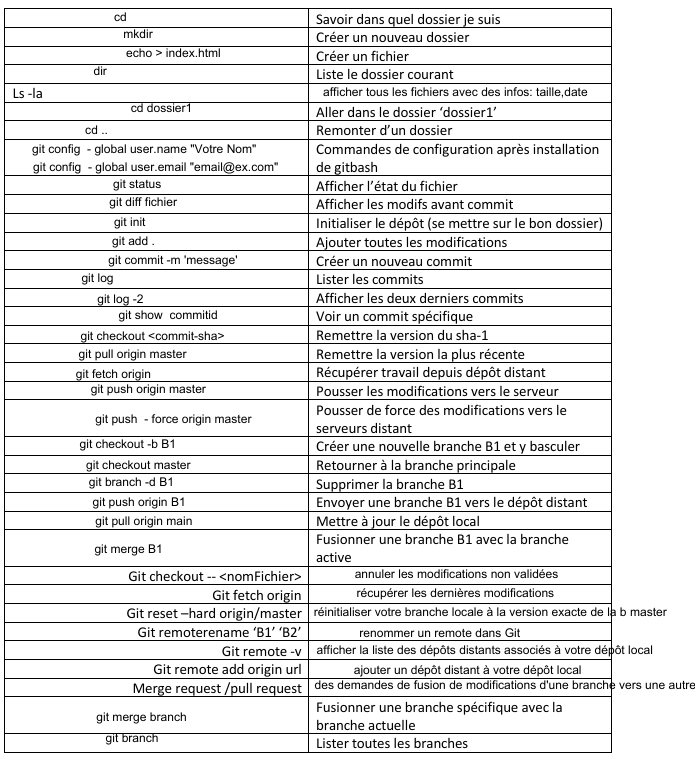 cd Savoir dans quel dossier je suis
mkdir Créer un nouveau dossier
echo > index.html Créer un fichier
dir Liste le dossier courant
Ls -la afficher tous les fichiers avec des infos: taille,date
cd dossier1 Aller dans le dossier ‘dossier1’
cd .. Remonter d’un dossier
git config - global user.name "Votre Nom" Commandes de configuration après installation
git config - global user.email "email@ex.com" de gitbash
git status Afficher l’état du fichier
git diff fichier Afficher les modifs avant commit
git init Initialiser le dépôt (se mettre sur le bon dossier)
git add . Ajouter toutes les modifications
git commit -m 'message' Créer un nouveau commit
git log Lister les commits
git log -2 Afficher les deux derniers commits
git show commitid Voir un commit spécifique
git checkout <commit-sha> Remettre la version du sha-1
git pull origin master Remettre la version la plus récente
git fetch origin Récupérer travail depuis dépôt distant
git push origin master Pousser les modifications vers le serveur
git push - force origin master Pousser de force des modifications vers le
serveurs distant
git checkout -b B1 Créer une nouvelle branche B1 et y basculer
git checkout master Retourner à la branche principale
git branch -d B1 Supprimer la branche B1
git push origin B1 Envoyer une branche B1 vers le dépôt distant
git pull origin main Mettre à jour le dépôt local
git merge B1 Fusionner une branche B1 avec la branche
active
Git checkout -- <nomFichier> annuler les modifications non validées
Git fetch origin récupérer les dernières modifications
Git reset –hard origin/master réinitialiser votre branche locale à la version exacte de la b master
Git remoterename ‘B1’ ‘B2’ renommer un remote dans Git
Git remote -v afficher la liste des dépôts distants associés à votre dépôt local
Git remote add origin url ajouter un dépôt distant à votre dépôt local
Merge request /pull request des demandes de fusion de modifications d'une branche vers une autre
git merge branch Fusionner une branche spécifique avec la
branche actuelle
git branch Lister toutes les branches